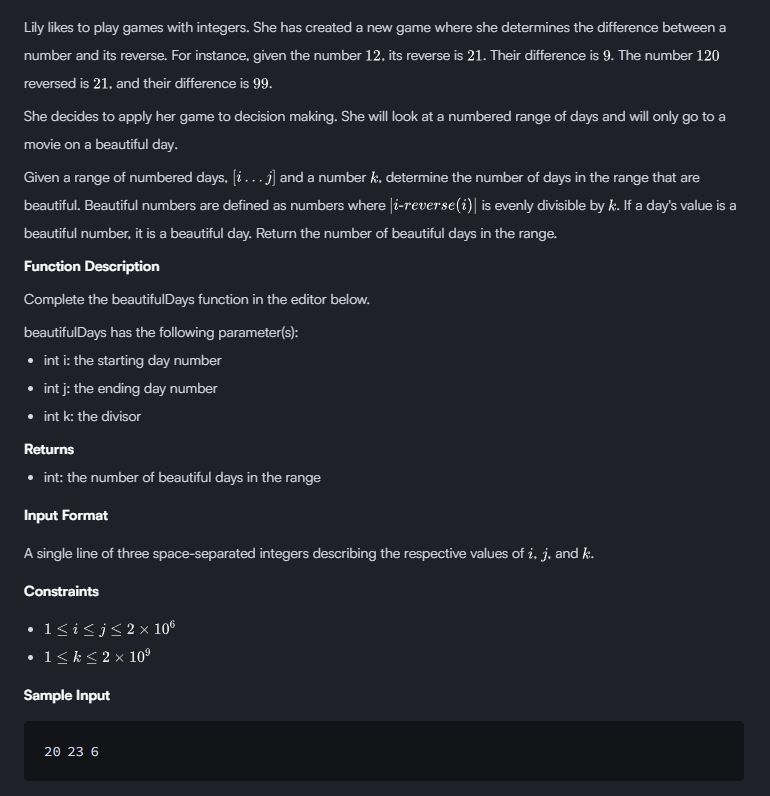 Lily likes to play games with integers. She has created a new game where she determines the difference between a
number and its reverse. For instance, given the number 12, its reverse is 21. Their difference is 9. The number 120
reversed is 21, and their difference is 99.
She decides to apply her game to decision making. She will look at a numbered range of days and will only go to a
movie on a beautiful day.
Given a range of numbered days, [i . . . j] and a number k, determine the number of days in the range that are
beautiful. Beautiful numbers are defined as numbers where |i-reverse(i)| is evenly divisible by k. If a day's value is a
beautiful number, it is a beautiful day. Return the number of beautiful days in the range.
Function Description
Complete the beautifulDays function in the editor below.
beautifulDays has the following parameter(s):
• int i: the starting day number
• int j: the ending day number
• int k: the divisor
Returns
• int: the number of beautiful days in the range
Input Format
A single line of three space-separated integers describing the respective values of i, j, and k.
Constraints
• 1 ≤ i ≤ j ≤ 2 × 10⁶
• 1 ≤ k ≤ 2 × 10⁹
Sample Input
20 23 6